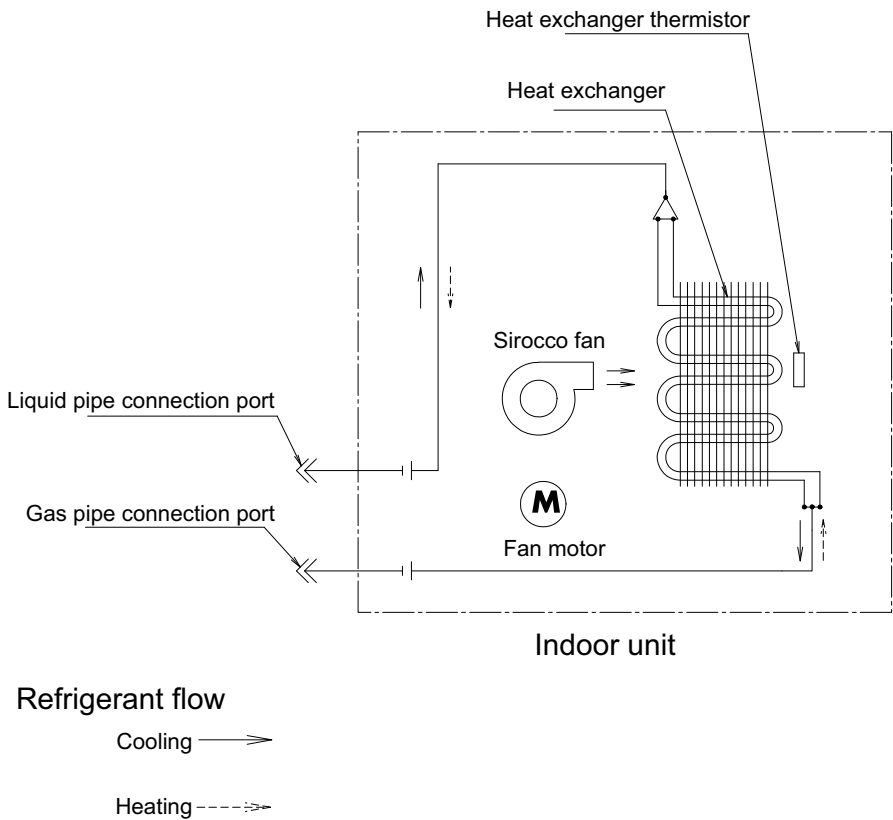 Heat exchanger thermistor
Heat exchanger
Sirocco fan
Liquid pipe connection port
Gas pipe connection port
M
Fan motor
Indoor unit
Refrigerant flow
Cooling
Heating